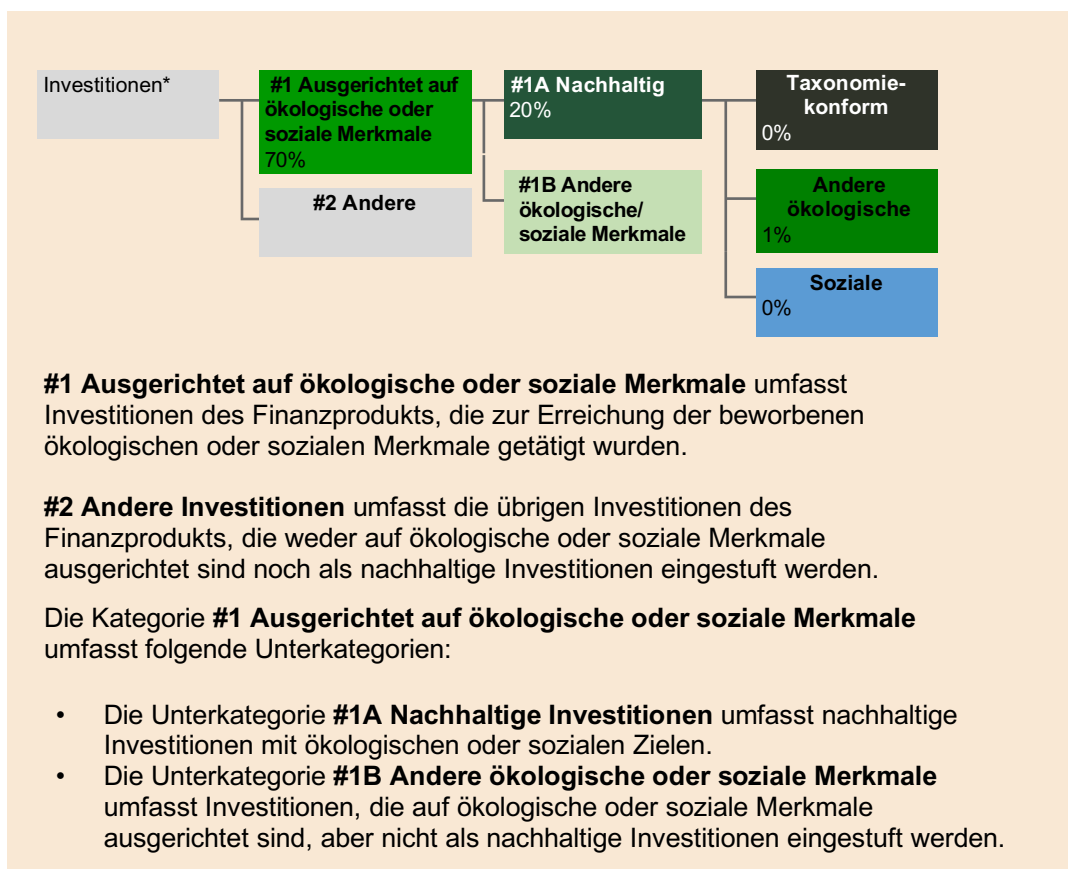 Investitionen*
#1 Ausgerichtet auf
ökologische oder
soziale Merkmale
70%
#2 Andere
#1A Nachhaltig
20%
#1B Andere
ökologische/
soziale Merkmale
Taxonomie-
konform
0%
Andere
ökologische
1%
Soziale
0%
#1 Ausgerichtet auf ökologische oder soziale Merkmale umfasst
Investitionen des Finanzprodukts, die zur Erreichung der beworbenen
ökologischen oder sozialen Merkmale getätigt wurden.
#2 Andere Investitionen umfasst die übrigen Investitionen des
Finanzprodukts, die weder auf ökologische oder soziale Merkmale
ausgerichtet sind noch als nachhaltige Investitionen eingestuft werden.
Die Kategorie #1 Ausgerichtet auf ökologische oder soziale Merkmale
umfasst folgende Unterkategorien:
• Die Unterkategorie #1A Nachhaltige Investitionen umfasst nachhaltige
Investitionen mit ökologischen oder sozialen Zielen.
• Die Unterkategorie #1B Andere ökologische oder soziale Merkmale
umfasst Investitionen, die auf ökologische oder soziale Merkmale
ausgerichtet sind, aber nicht als nachhaltige Investitionen eingestuft werden.